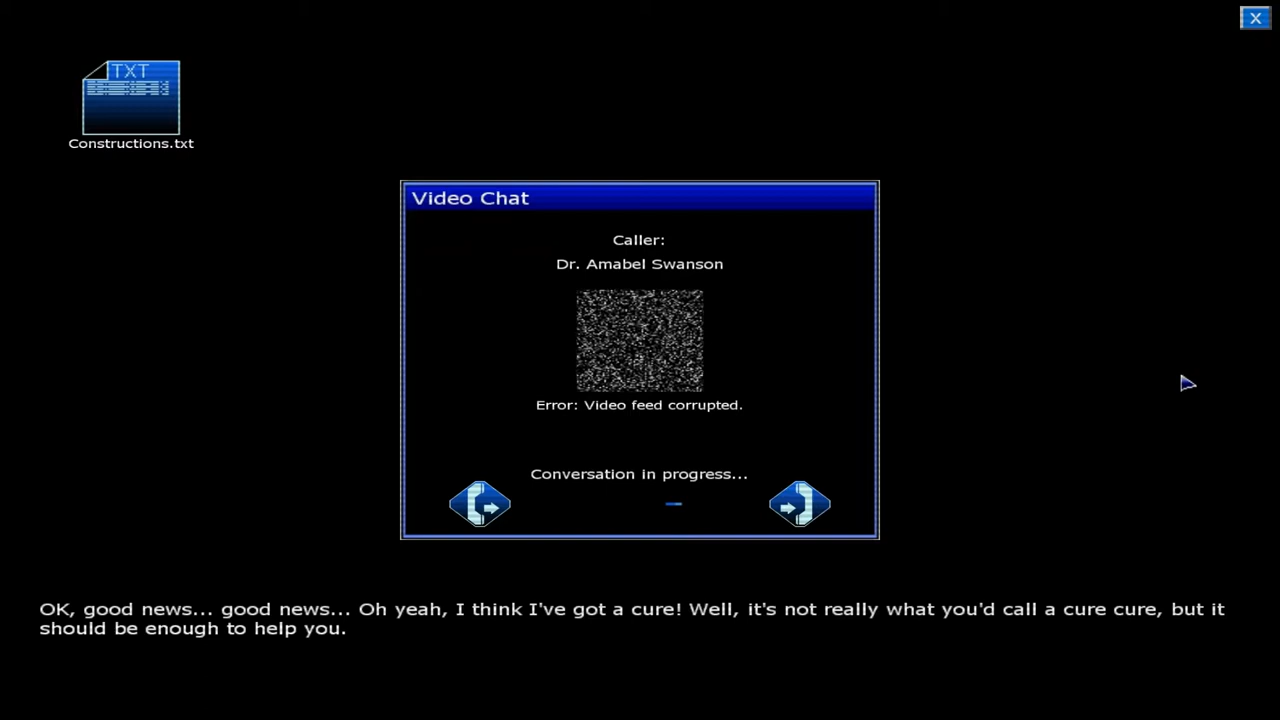 X
TXT
Constructions.txt
Video Chat
Caller:
Dr. Amabel Swanson
Error: Video feed corrupted.
Conversation in progress...
OK, good news... good news... Oh yeah, I think I've got a cure! Well, it's not really what you'd call a cure cure, but it
should be enough to help you.